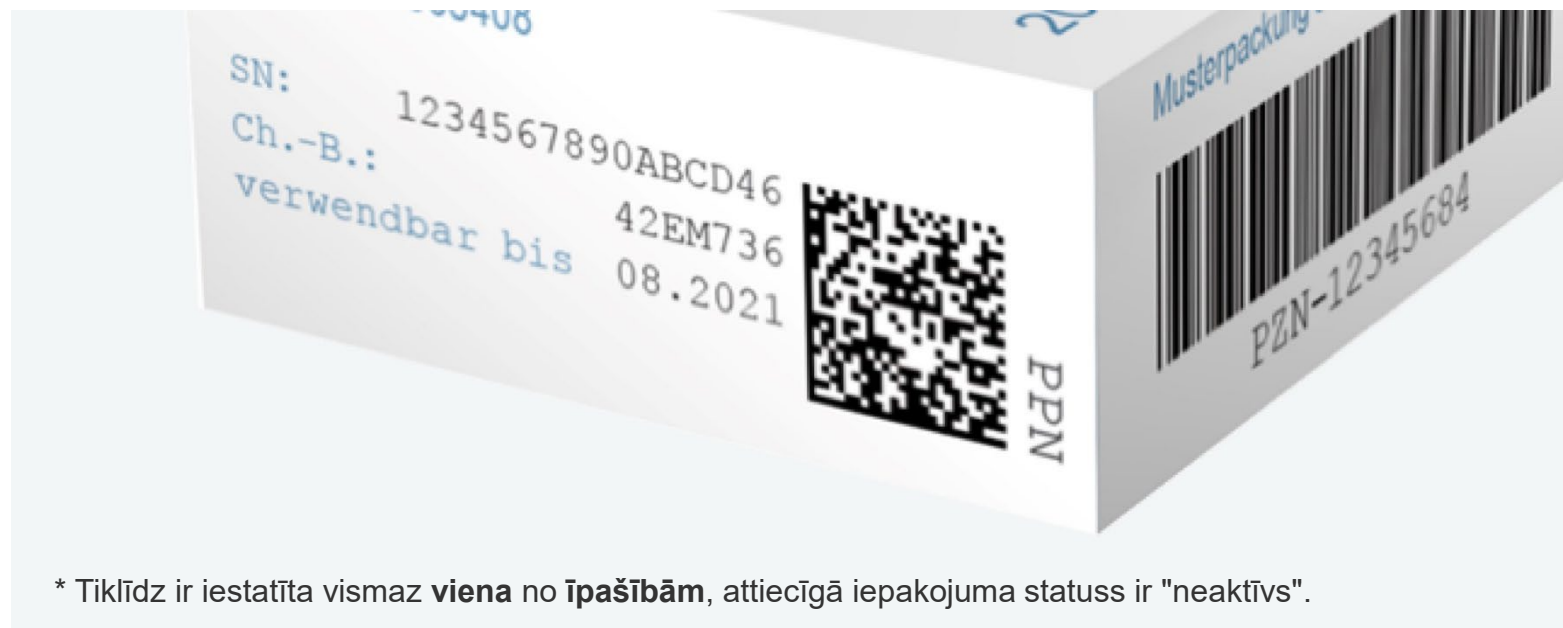 SN: 1234567890ABCD46
Ch.-B.: 42EM736
verwendbar bis 08.2021
PPN
Musterpackung
PZN-12345684
* Tiklīdz ir iestatīta vismaz viena no īpašībām, attiecīgā iepakojuma statuss ir "neaktīvs".